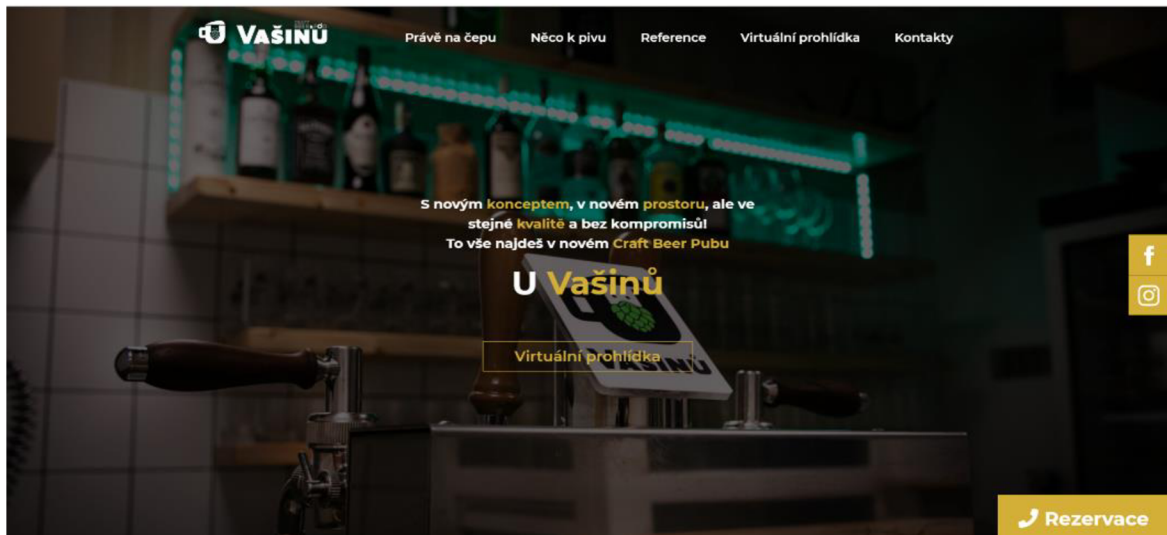 VAŠINŮ
Právě na čepu
Něco k pivu
Reference
Virtuální prohlídka
Kontakty
S novým konceptem, v novém prostoru, ale ve
stejné kvalitě a bez kompromisů!
To vše najdeš v novém Craft Beer Pubu
U Vašinů
Virtuální prohlídka
VAŠINŮ
Rezervace